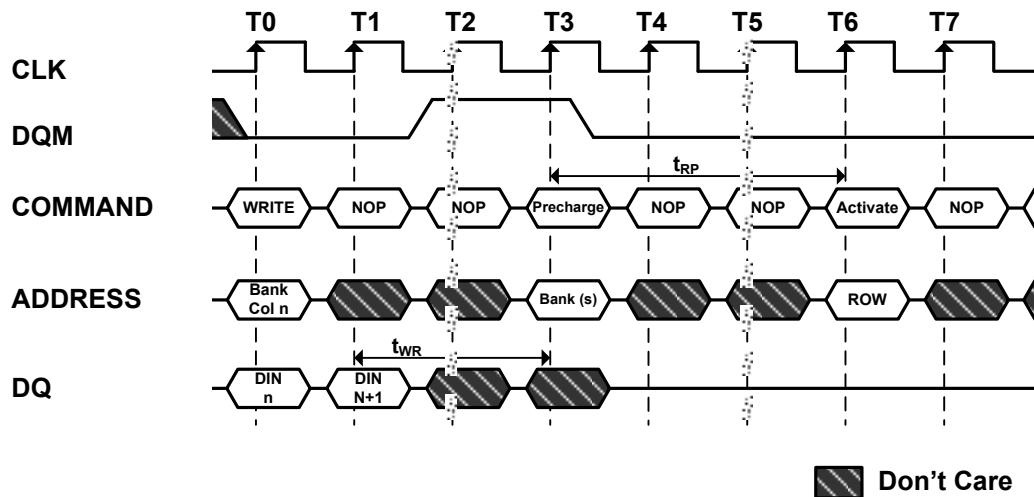 T0 T1 T2 T3 T4 T5 T6 T7
CLK
DQM
tRP
COMMAND WRITE NOP NOP Precharge NOP NOP Activate NOP
ADDRESS Bank Col n Bank (s) ROW
tWR
DQ DIN n DIN N+1
Don't Care